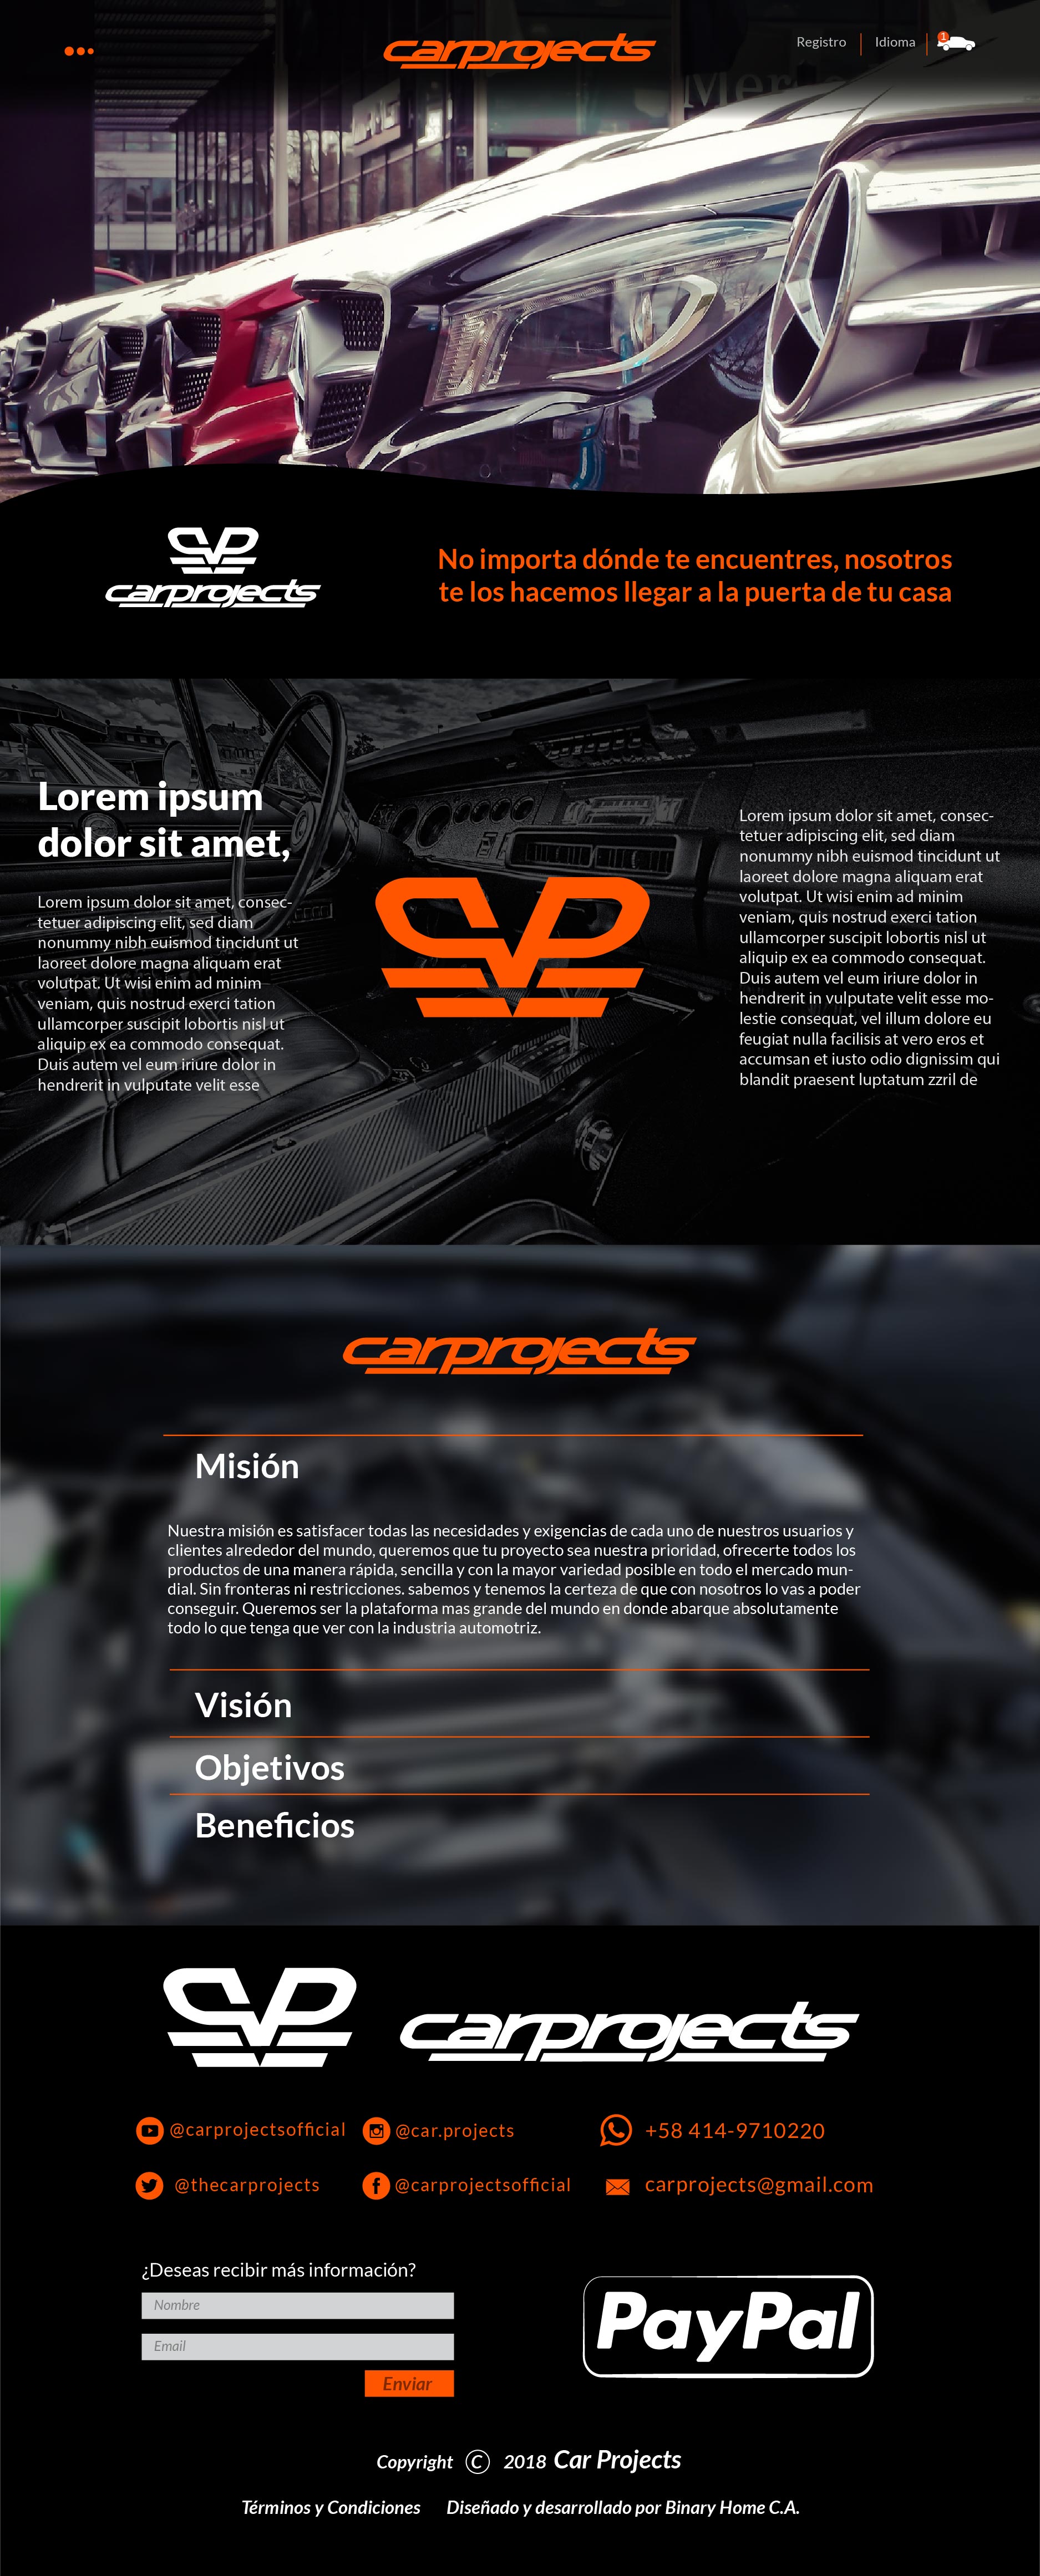 carprojects
Registro
Idioma
1
Mer
carprojects
No importa dónde te encuentres, nosotros
te los hacemos llegar a la puerta de tu casa
Lorem ipsum
dolor sit amet,
Lorem ipsum dolor sit amet, consec-
tetuer adipiscing elit, sed diam
nonummy nibh euismod tincidunt ut
laoreet dolore magna aliquam erat
volutpat. Ut wisi enim ad minim
veniam, quis nostrud exerci tation
ullamcorper suscipit lobortis nisl ut
aliquip ex ea commodo consequat.
Duis autem vel eum iriure dolor in
hendrerit in vulputate velit esse
Lorem ipsum dolor sit amet, consec-
tetuer adipiscing elit, sed diam
nonummy nibh euismod tincidunt ut
laoreet dolore magna aliquam erat
volutpat. Ut wisi enim ad minim
veniam, quis nostrud exerci tation
ullamcorper suscipit lobortis nisl ut
aliquip ex ea commodo consequat.
Duis autem vel eum iriure dolor in
hendrerit in vulputate velit esse mo-
lestie consequat, vel illum dolore eu
feugiat nulla facilisis at vero eros et
accumsan et iusto odio dignissim qui
blandit praesent luptatum zzril de
carprojects
Misión
Nuestra misión es satisfacer todas las necesidades y exigencias de cada uno de nuestros usuarios y
clientes alrededor del mundo, queremos que tu proyecto sea nuestra prioridad, ofrecerte todos los
productos de una manera rápida, sencilla y con la mayor variedad posible en todo el mercado mun-
dial. Sin fronteras ni restricciones. sabemos y tenemos la certeza de que con nosotros lo vas a poder
conseguir. Queremos ser la plataforma mas grande del mundo en donde abarque absolutamente
todo lo que tenga que ver con la industria automotriz.
Visión
Objetivos
Beneficios
carprojects
@carprojectsofficial
@car.projects
+58 414-9710220
@thecarprojects
@carprojectsofficial
carprojects@gmail.com
¿Deseas recibir más información?
Nombre
Email
Enviar
PayPal
Copyright © 2018 Car Projects
Términos y Condiciones Diseñado y desarrollado por Binary Home C.A.